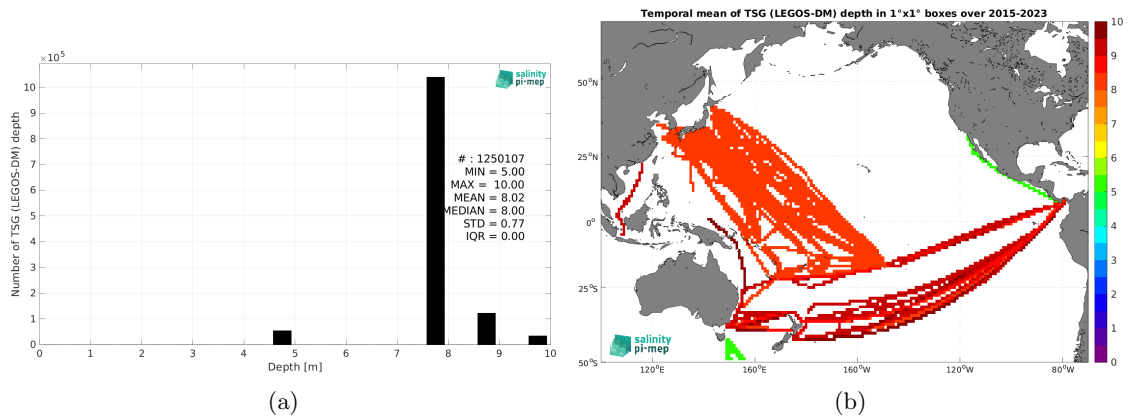 ×10⁵
10
9
8
7
6
5
4
3
2
1
0
0 1 2 3 4 5 6 7 8 9 10
Number of TSG (LEGOS-DM) depth
Depth [m]
salinity
pi-mep
# : 1250107
MIN = 5.00
MAX = 10.00
MEAN = 8.02
MEDIAN = 8.00
STD = 0.77
IQR = 0.00
(a)
Temporal mean of TSG (LEGOS-DM) depth in 1°x1° boxes over 2015-2023
50°N
25°N
0°
25°S
50°S
120°E 160°E 160°W 120°W 80°W
salinity
pi-mep
10
9
8
7
6
5
4
3
2
1
0
(b)